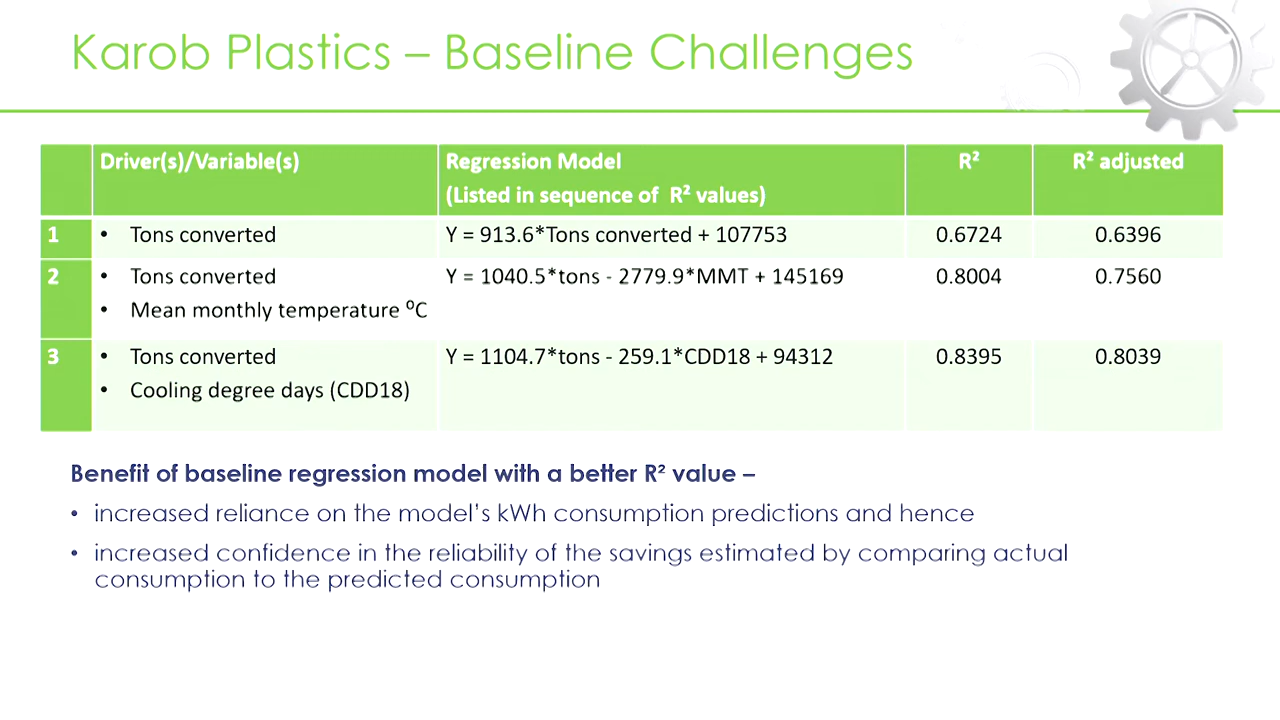 Karob Plastics – Baseline Challenges
Driver(s)/Variable(s) Regression Model R² R² adjusted
(Listed in sequence of R² values)
1 • Tons converted Y = 913.6*Tons converted + 107753 0.6724 0.6396
2 • Tons converted Y = 1040.5*tons - 2779.9*MMT + 145169 0.8004 0.7560
• Mean monthly temperature ⁰C
3 • Tons converted Y = 1104.7*tons - 259.1*CDD18 + 94312 0.8395 0.8039
• Cooling degree days (CDD18)
Benefit of baseline regression model with a better R² value –
• increased reliance on the model’s kWh consumption predictions and hence
• increased confidence in the reliability of the savings estimated by comparing actual
consumption to the predicted consumption